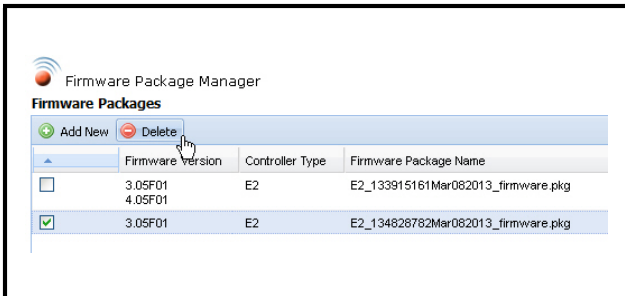 Firmware Package Manager
Firmware Packages
Add New Delete
Firmware Version Controller Type Firmware Package Name
3.05F01 E2 E2_133915161Mar082013_firmware.pkg
4.05F01
3.05F01 E2 E2_134828782Mar082013_firmware.pkg